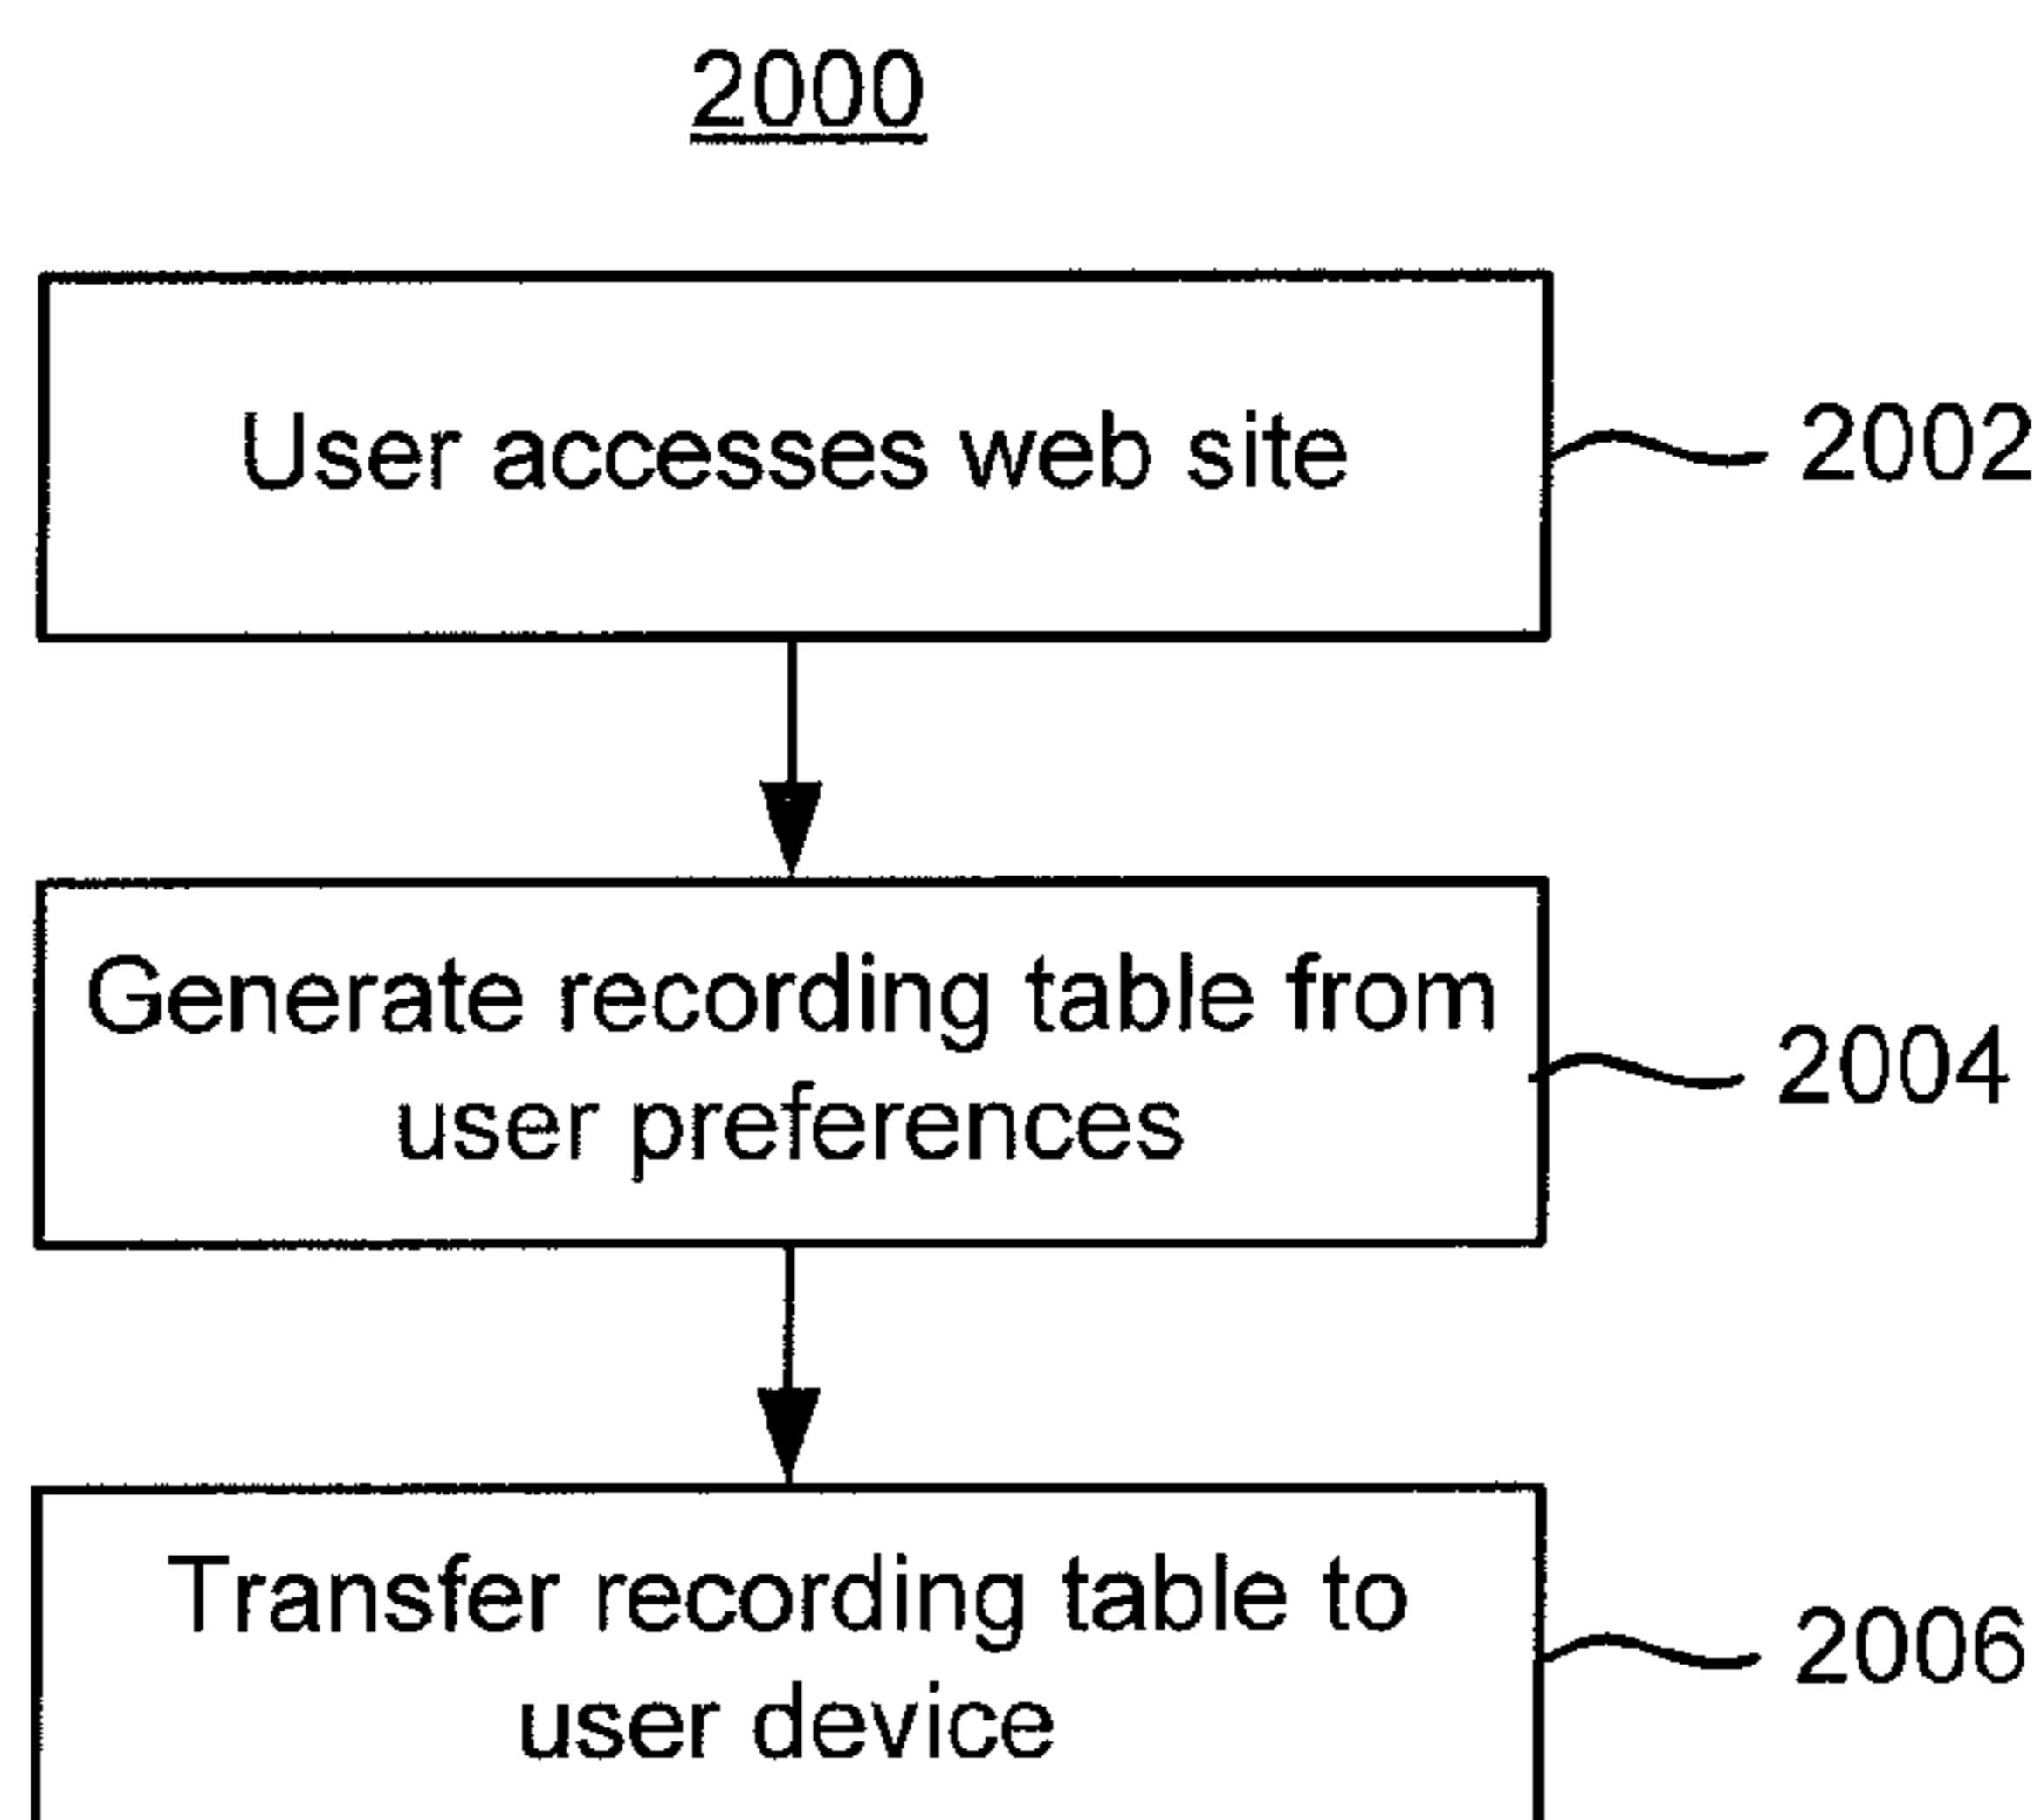 2000
User accesses web site
2002
Generate recording table from
user preferences
2004
Transfer recording table to
user device
2006